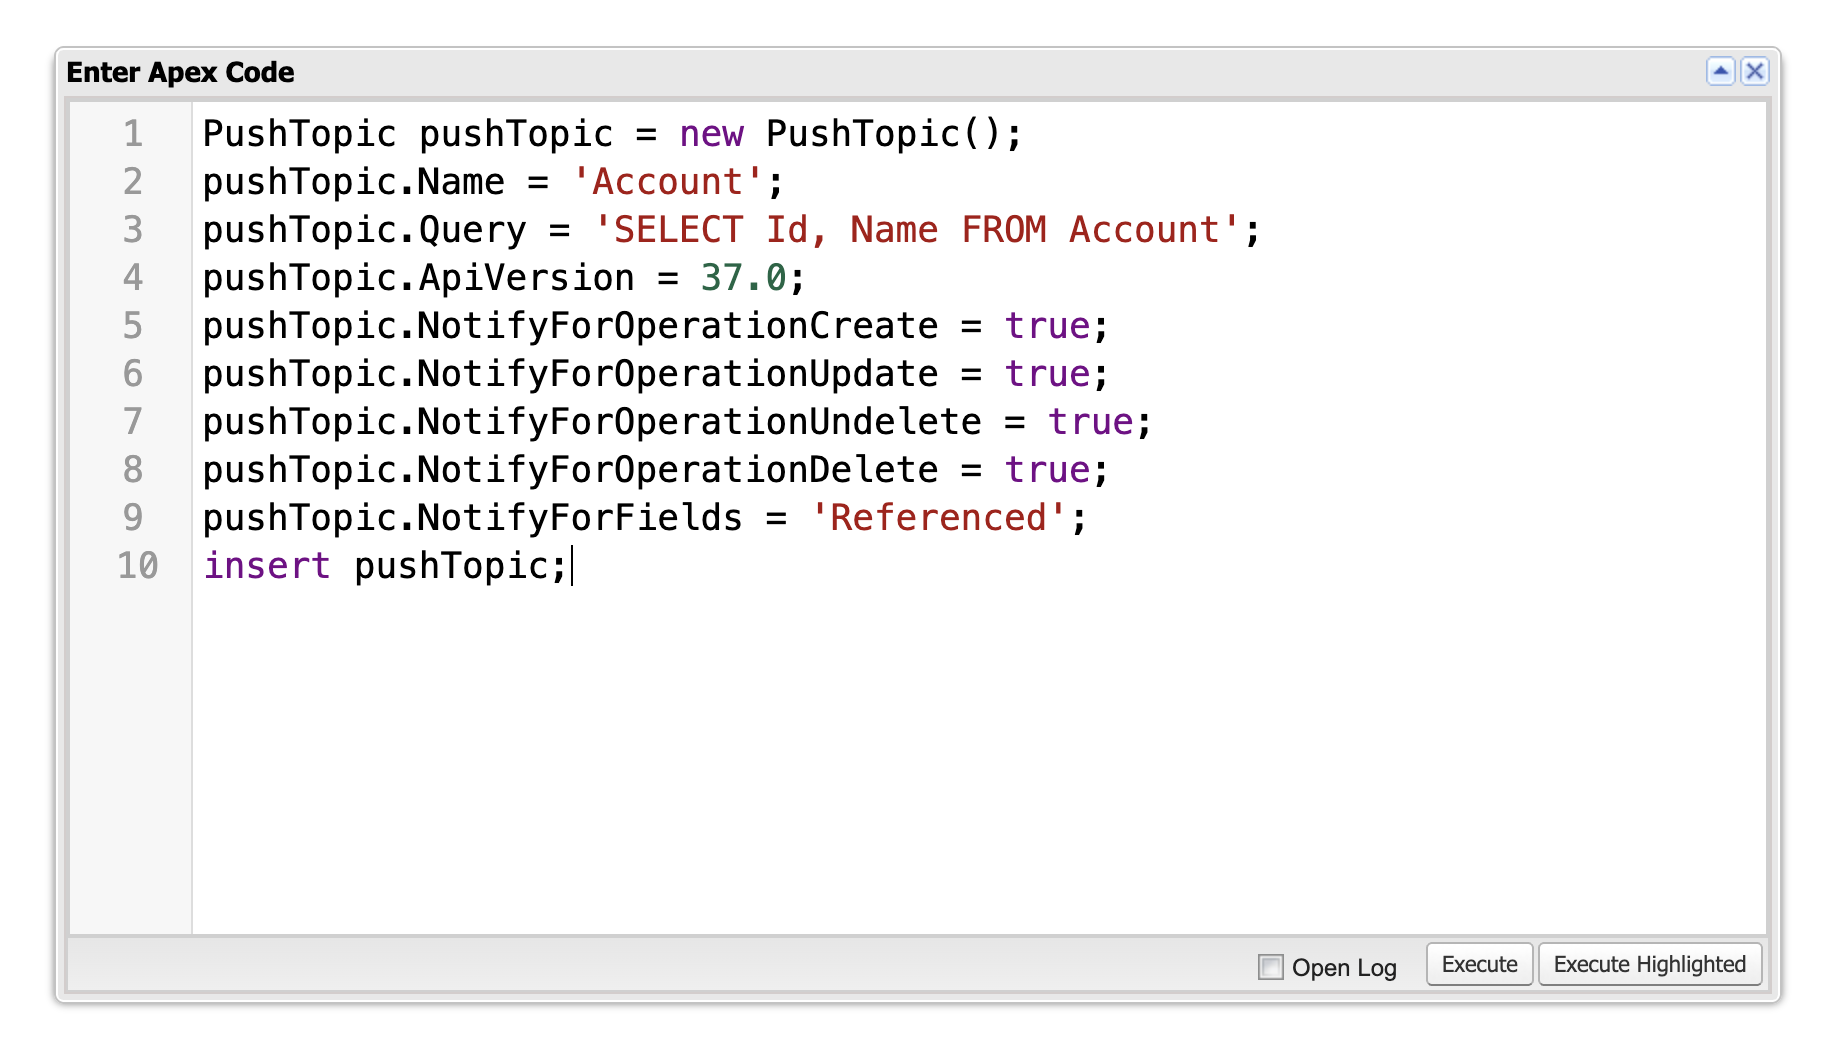 Enter Apex Code
1 PushTopic pushTopic = new PushTopic();
2 pushTopic.Name = 'Account';
3 pushTopic.Query = 'SELECT Id, Name FROM Account';
4 pushTopic.ApiVersion = 37.0;
5 pushTopic.NotifyForOperationCreate = true;
6 pushTopic.NotifyForOperationUpdate = true;
7 pushTopic.NotifyForOperationUndelete = true;
8 pushTopic.NotifyForOperationDelete = true;
9 pushTopic.NotifyForFields = 'Referenced';
10 insert pushTopic;
Open Log Execute Execute Highlighted